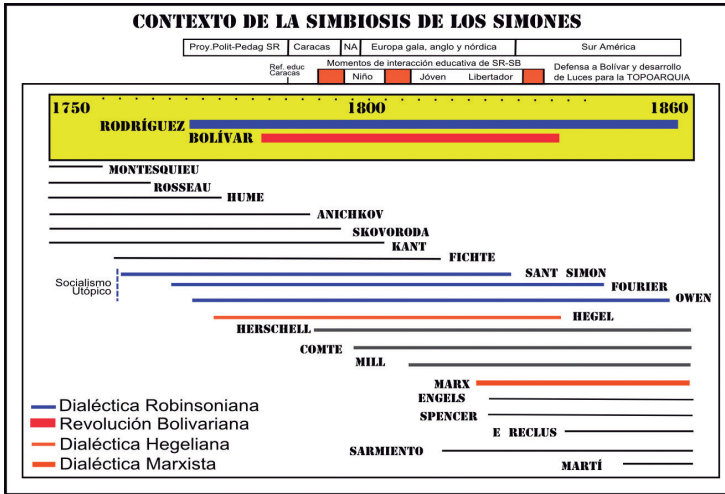 CONTEXTO DE LA SIMBIOSIS DE LOS SIMONES
Proy.Polit-Pedag SR Caracas NA Europa gala, anglo y nórdica Sur América
Ref. educ Caracas
Momentos de interacción educativa de SR-SB
Niño Jóven Libertador
Defensa a Bolívar y desarrollo
de Luces para la TOPOARQUIA
1750 1800 1860
RODRÍGUEZ
BOLÍVAR
MONTESQUIEU
ROSSEAU
HUME
ANICHKOV
SKOVORODA
KANT
FICHTE
Socialismo
Utópico
SANT SIMON
FOURIER
OWEN
HEGEL
HERSCHELL
COMTE
MILL
MARX
ENGELS
SPENCER
E RECLUS
SARMIENTO
MARTÍ
Dialéctica Robinsoniana
Revolución Bolivariana
Dialéctica Hegeliana
Dialéctica Marxista